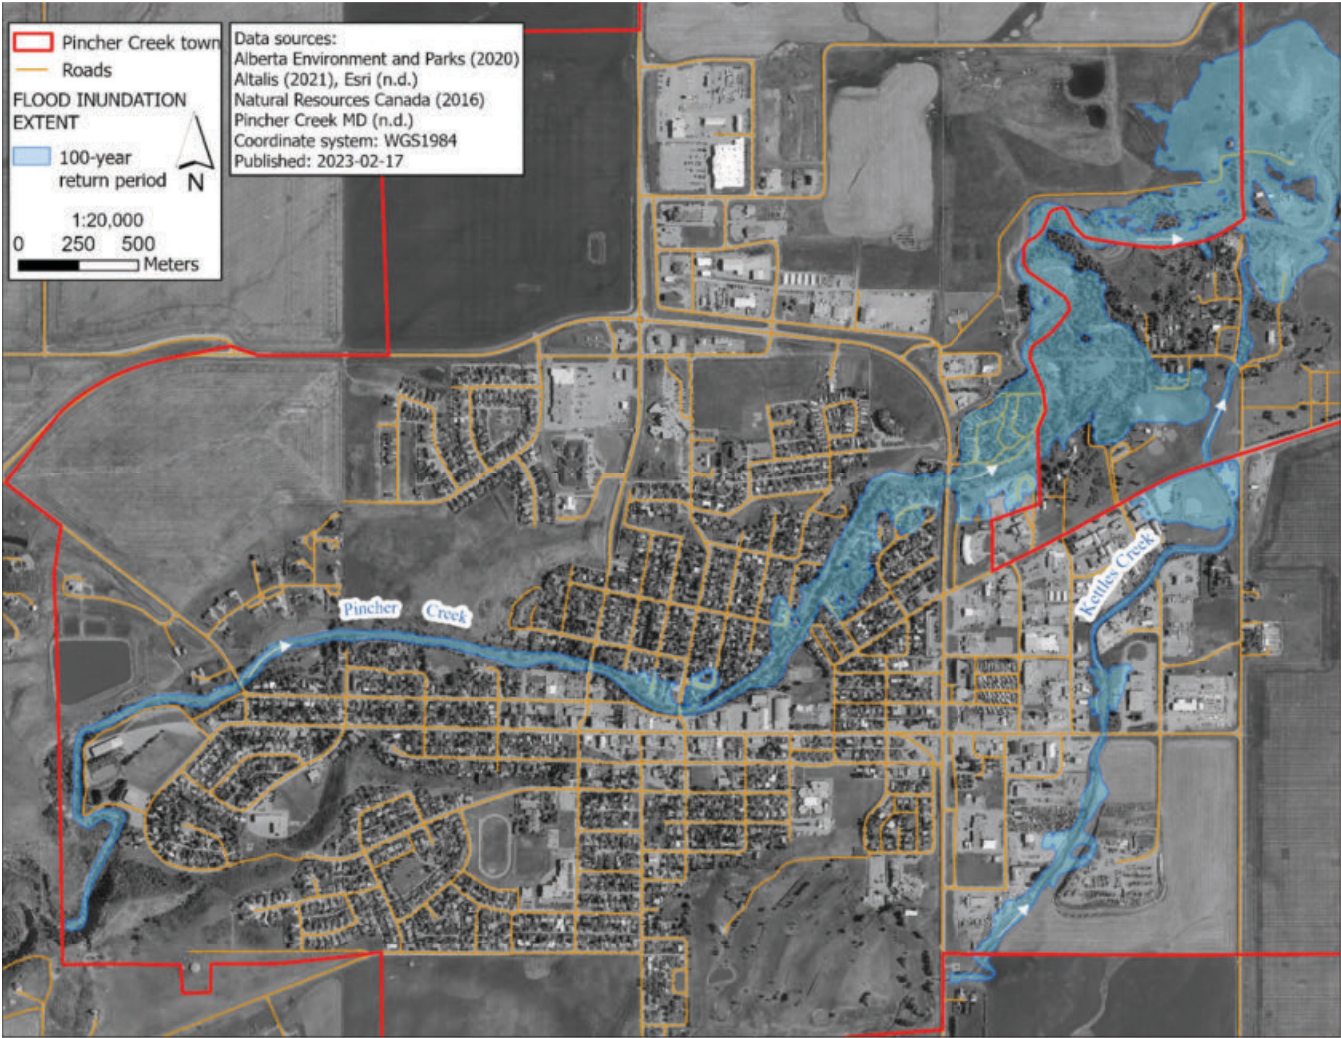 Pincher Creek town
Roads
FLOOD INUNDATION
EXTENT
100-year
return period
N
1:20,000
0 250 500
Meters
Data sources:
Alberta Environment and Parks (2020)
Altalis (2021), Esri (n.d.)
Natural Resources Canada (2016)
Pincher Creek MD (n.d.)
Coordinate system: WGS1984
Published: 2023-02-17
Pincher Creek
Kettles Creek